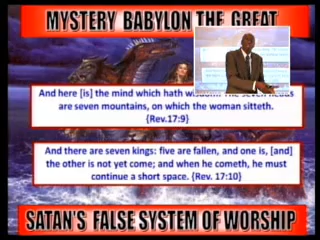 MYSTERY BABYLON THE GREAT
And here [is] the mind which hath wisdom. The seven heads
are seven mountains, on which the woman sitteth.
{Rev.17:9}
And there are seven kings: five are fallen, and one is, [and]
the other is not yet come; and when he cometh, he must
continue a short space. {Rev. 17:10}
SATAN'S FALSE SYSTEM OF WORSHIP